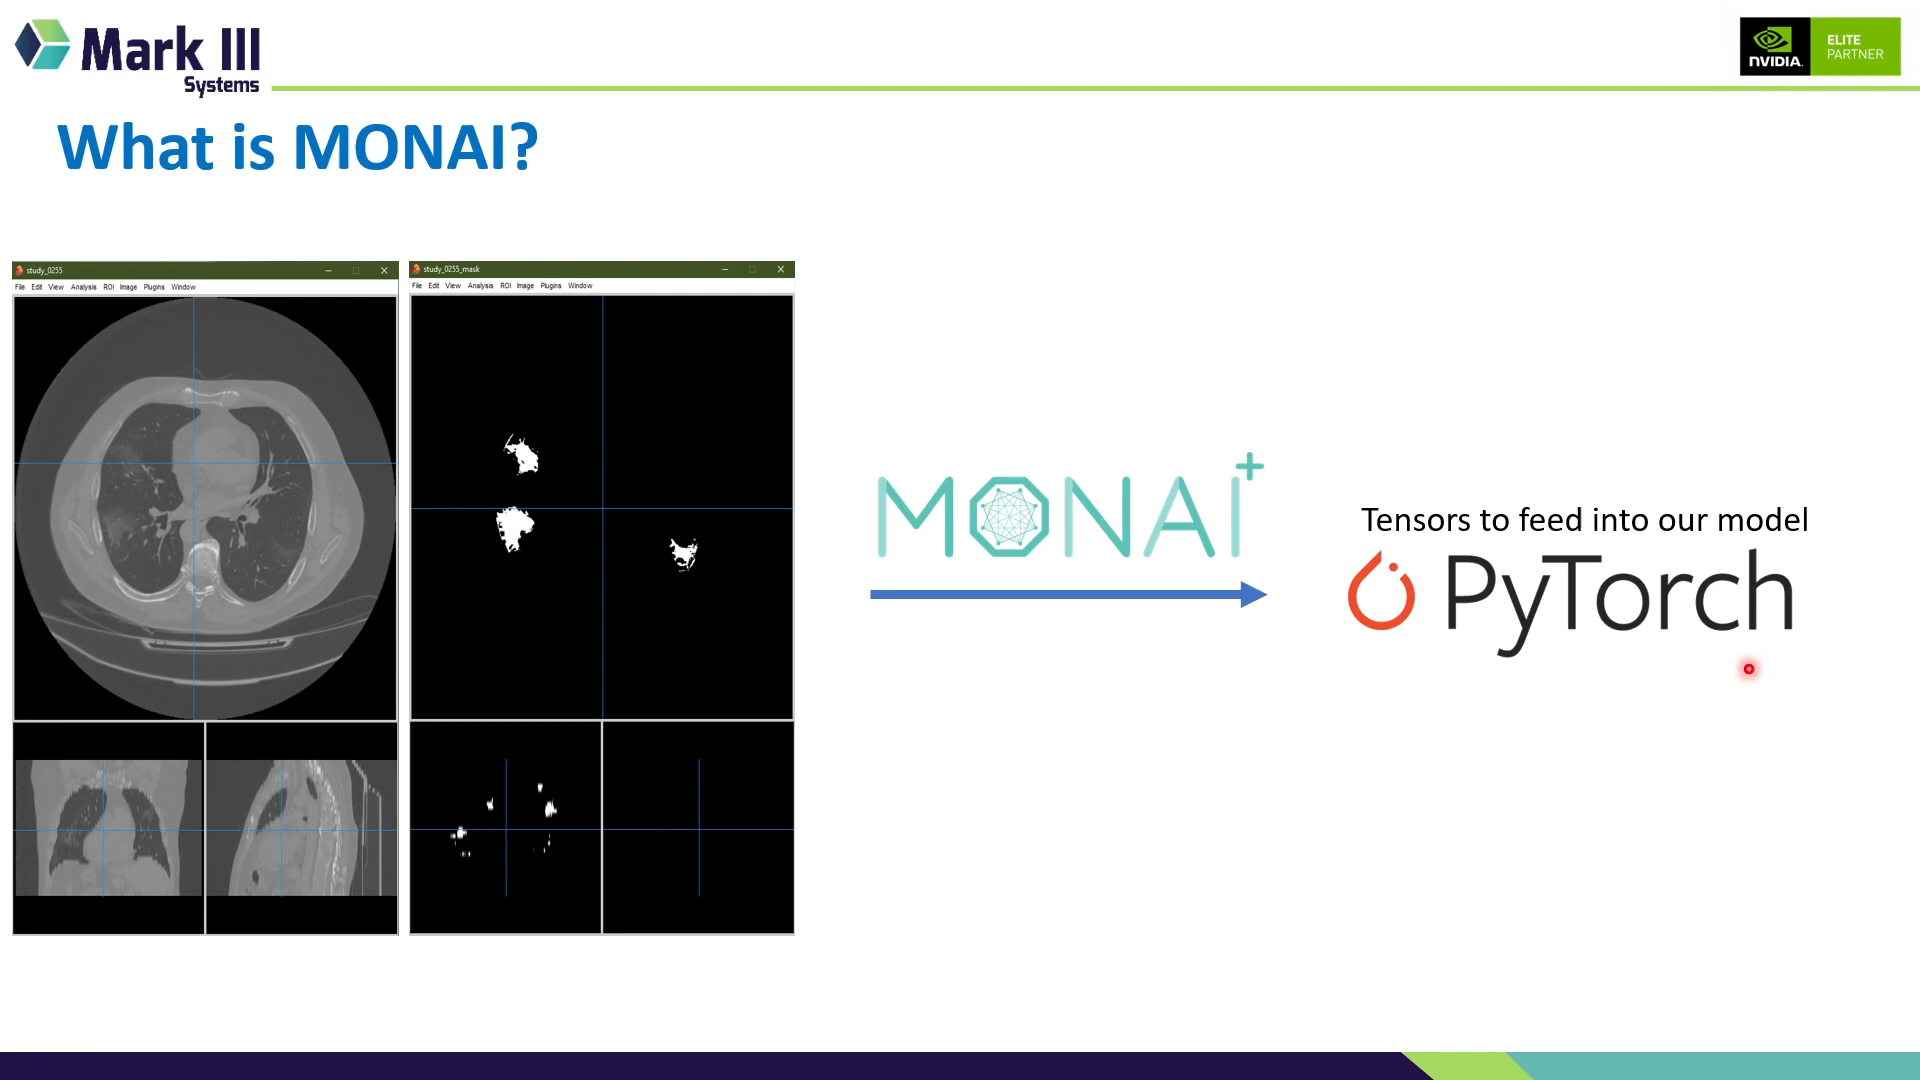 Mark III
Systems
NVIDIA.
ELITE
PARTNER
What is MONAI?
study_0255
File Edit View Analysis ROI Image Plugins Window
study_0255_mask
File Edit View Analysis ROI Image Plugins Window
MONAI+
Tensors to feed into our model
PyTorch